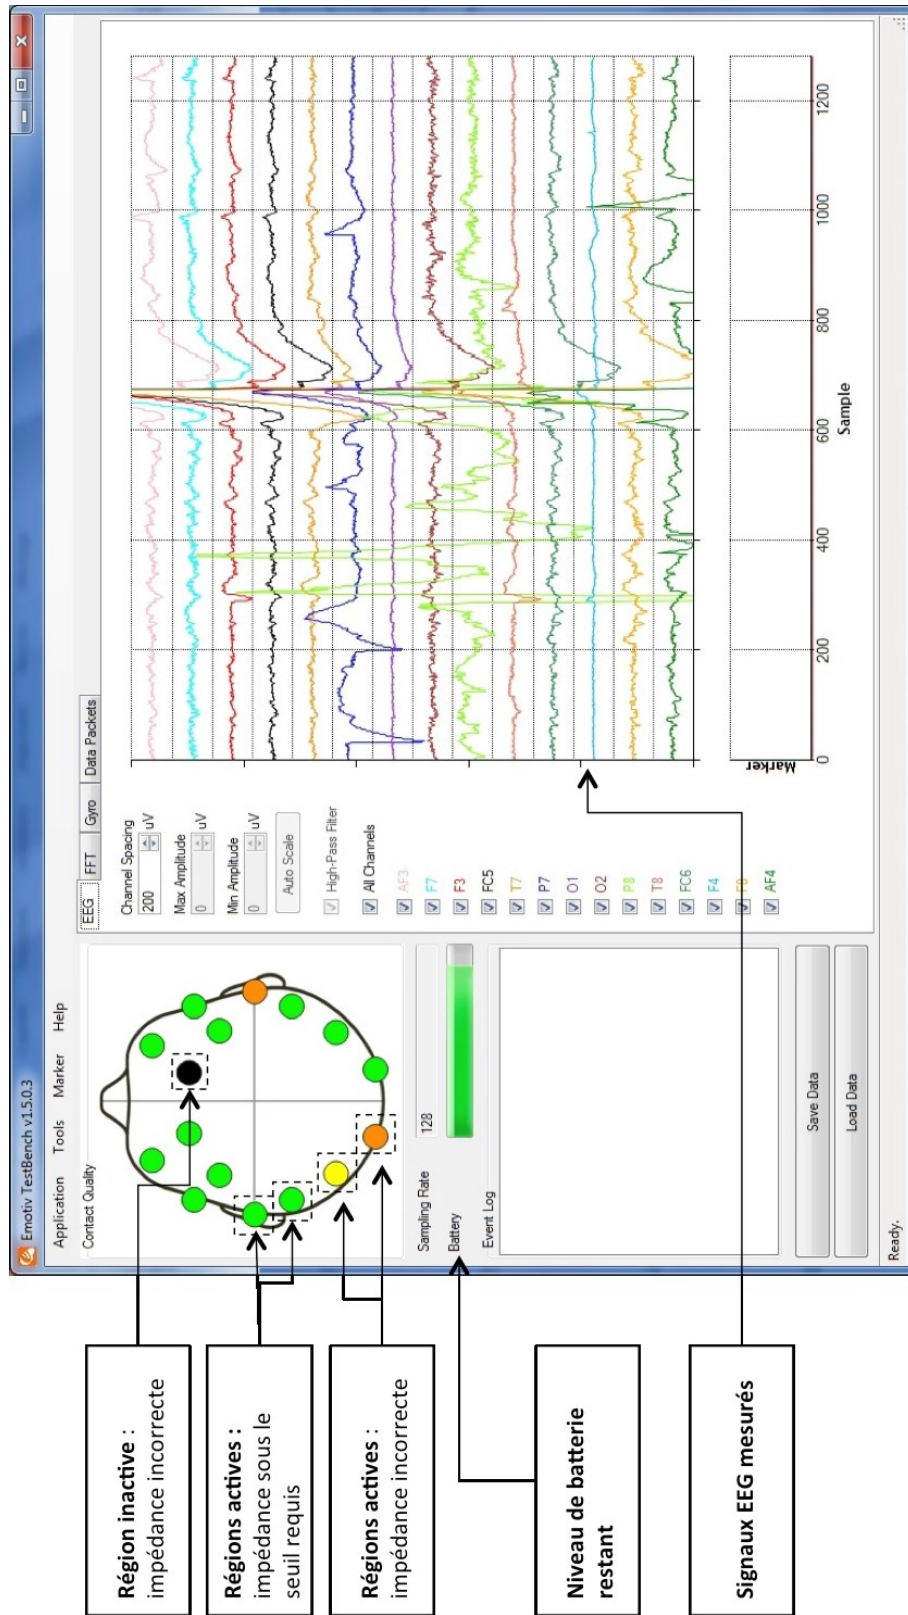 Région inactive :
impédance incorrecte
Régions actives :
impédance sous le
seuil requis
Régions actives :
impédance incorrecte
Niveau de batterie
restant
Signaux EEG mesurés
Emotiv TestBench v1.5.0.3
Application Tools Marker Help
Contact Quality
Sampling Rate 128
Battery
Event Log
Save Data
Load Data
Ready.
EEG FFT Gyro Data Packets
Channel Spacing
200 uV
Max Amplitude
0 uV
Min Amplitude
0 uV
Auto Scale
High-Pass Filter
All Channels
AF3
F7
F3
FC5
T7
P7
O1
O2
P8
T8
FC6
F4
F8
AF4
Marker
0 200 400 600 800 1000 1200
Sample